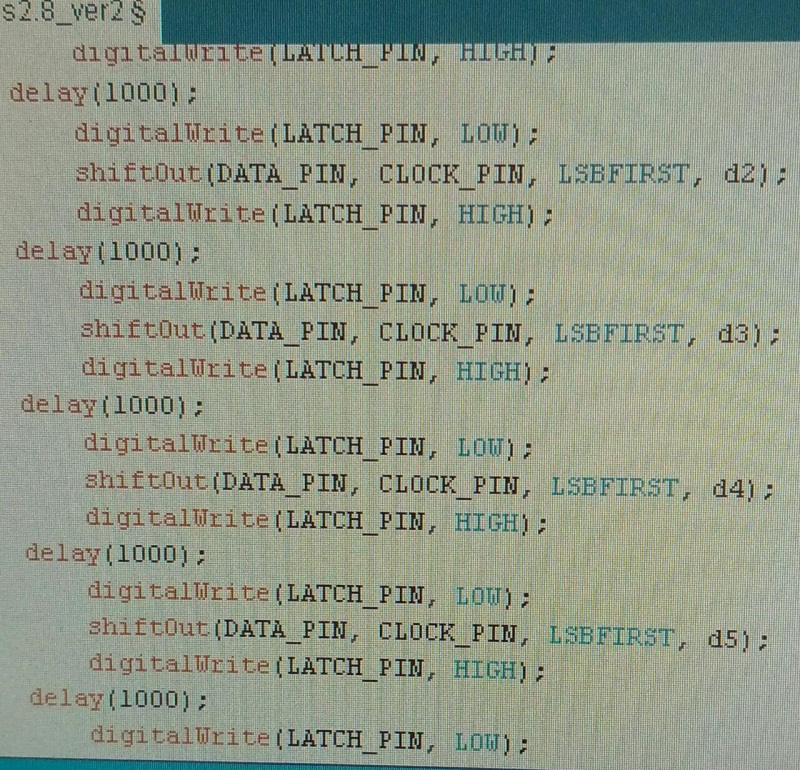 s2.8_ver2 §
digitalWrite(LATCH_PIN, HIGH);
delay(1000);
digitalWrite(LATCH_PIN, LOW);
shiftOut(DATA_PIN, CLOCK_PIN, LSBFIRST, d2);
digitalWrite(LATCH_PIN, HIGH);
delay(1000);
digitalWrite(LATCH_PIN, LOW);
shiftOut(DATA_PIN, CLOCK_PIN, LSBFIRST, d3);
digitalWrite(LATCH_PIN, HIGH);
delay(1000);
digitalWrite(LATCH_PIN, LOW);
shiftOut(DATA_PIN, CLOCK_PIN, LSBFIRST, d4);
digitalWrite(LATCH_PIN, HIGH);
delay(1000);
digitalWrite(LATCH_PIN, LOW);
shiftOut(DATA_PIN, CLOCK_PIN, LSBFIRST, d5);
digitalWrite(LATCH_PIN, HIGH);
delay(1000);
digitalWrite(LATCH_PIN, LOW);